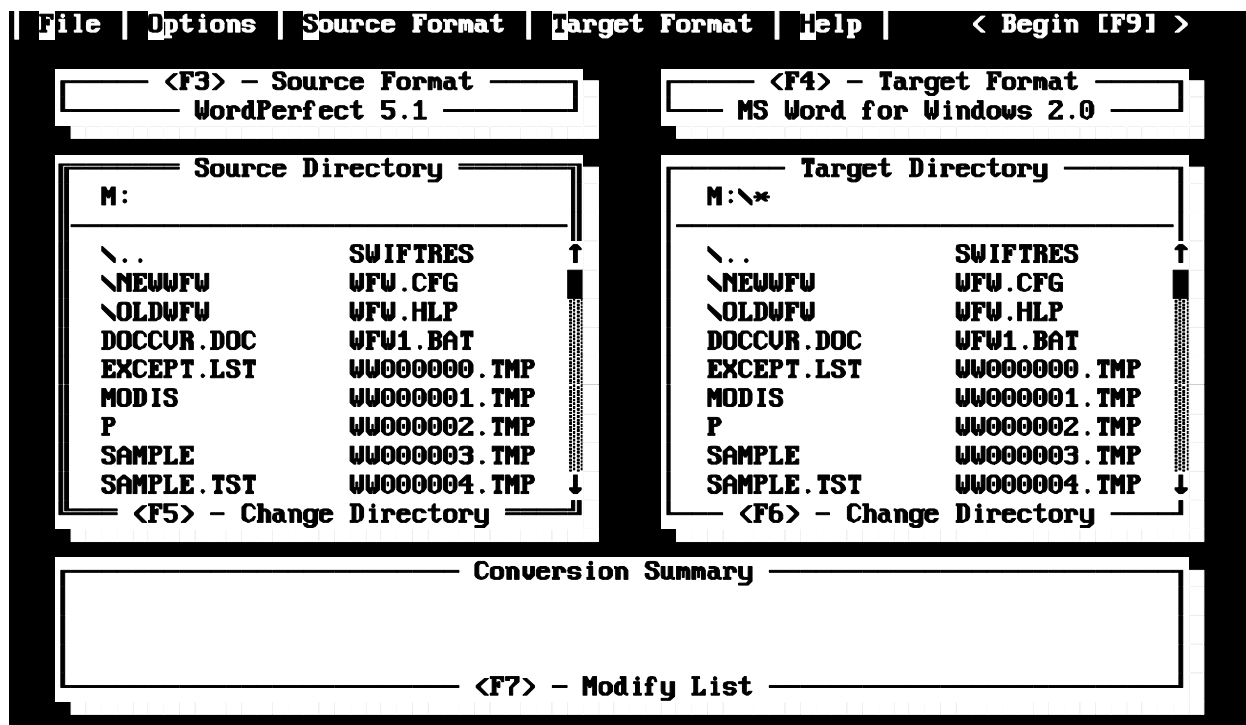 | File | Options | Source Format | Target Format | Help | < Begin [F9] >
<F3> – Source Format
WordPerfect 5.1
<F4> – Target Format
MS Word for Windows 2.0
Source Directory
M:
\.. SWIFTRES ↑
\NEWWFW WFW.CFG
\OLDWFW WFW.HLP
DOCCVR.DOC WFW1.BAT
EXCEPT.LST WW000000.TMP
MODIS WW000001.TMP
P WW000002.TMP
SAMPLE WW000003.TMP
SAMPLE.TST WW000004.TMP ↓
<F5> – Change Directory
Target Directory
M:\*
\.. SWIFTRES ↑
\NEWWFW WFW.CFG
\OLDWFW WFW.HLP
DOCCVR.DOC WFW1.BAT
EXCEPT.LST WW000000.TMP
MODIS WW000001.TMP
P WW000002.TMP
SAMPLE WW000003.TMP
SAMPLE.TST WW000004.TMP ↓
<F6> – Change Directory
Conversion Summary
<F7> – Modify List